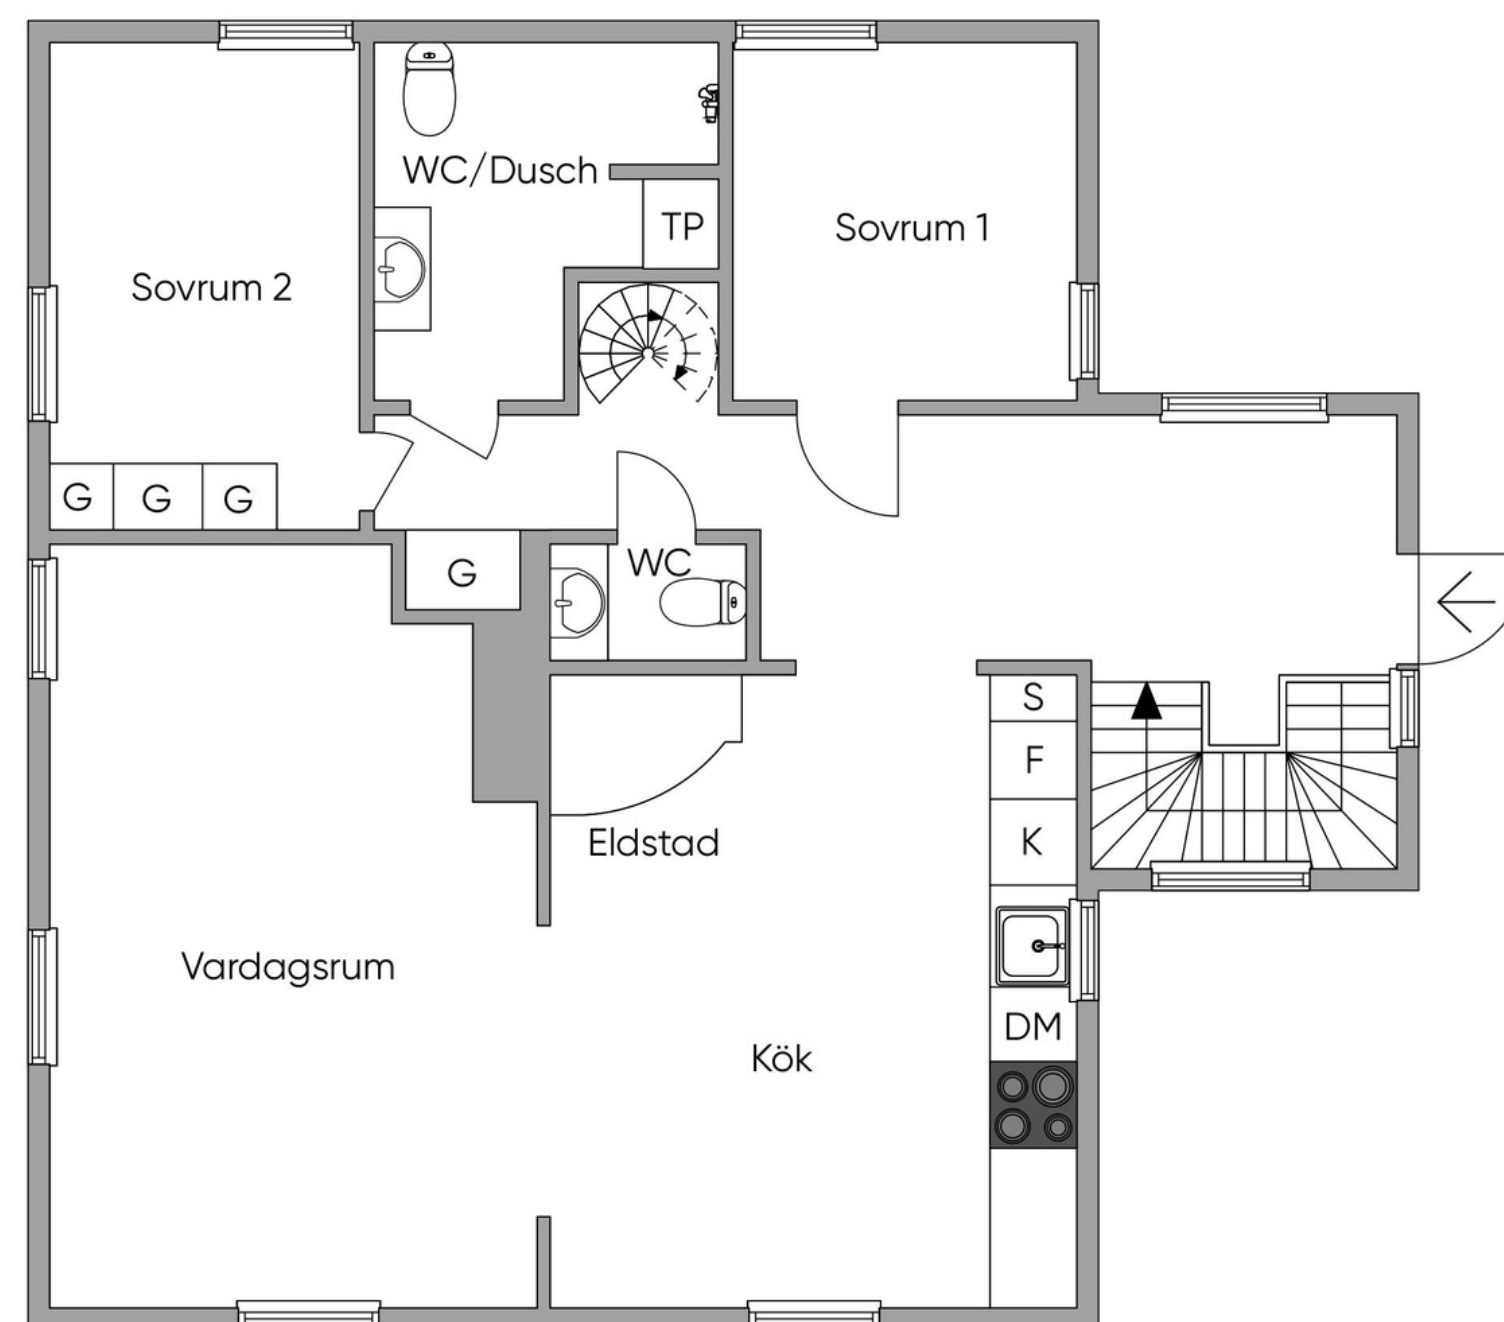 WC/Dusch
TP
Sovrum 1
Sovrum 2
G
G
G
G
WC
S
F
K
Eldstad
Vardagsrum
DM
Kök